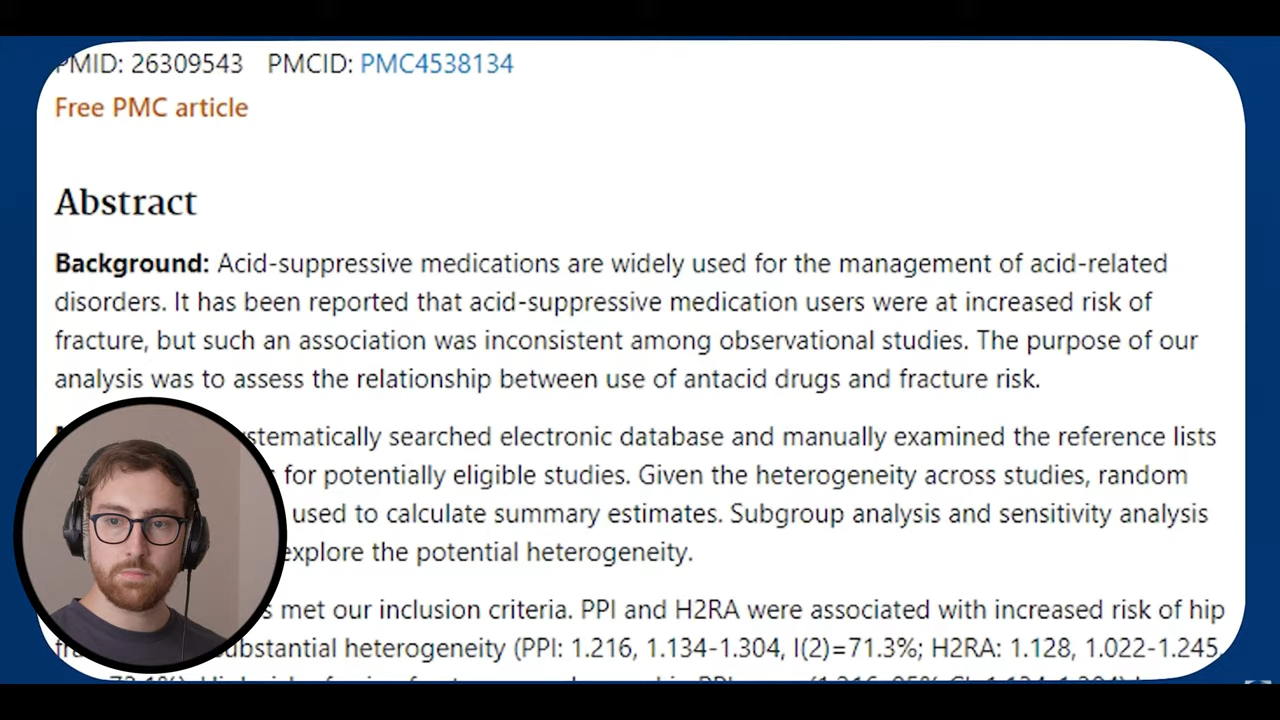 PMID: 26309543 PMCID: PMC4538134
Free PMC article
Abstract
Background: Acid-suppressive medications are widely used for the management of acid-related
disorders. It has been reported that acid-suppressive medication users were at increased risk of
fracture, but such an association was inconsistent among observational studies. The purpose of our
analysis was to assess the relationship between use of antacid drugs and fracture risk.
searched electronic database and manually examined the reference lists
for potentially eligible studies. Given the heterogeneity across studies, random
used to calculate summary estimates. Subgroup analysis and sensitivity analysis
explore the potential heterogeneity.
met our inclusion criteria. PPI and H2RA were associated with increased risk of hip
substantial heterogeneity (PPI: 1.216, 1.134-1.304, I(2)=71.3%; H2RA: 1.128, 1.022-1.245,